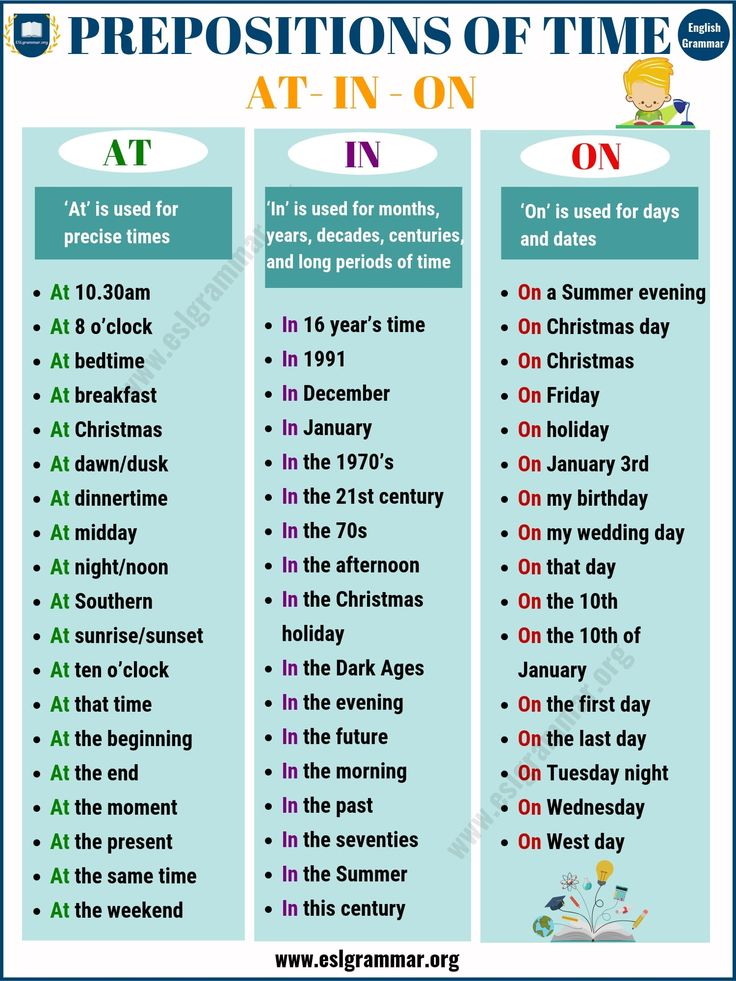 ESLgrammar.org
PREPOSITIONS OF TIME
English
Grammar
AT- IN - ON
AT
‘At’ is used for
precise times
At 10.30am
At 8 o’clock
At bedtime
At breakfast
At Christmas
At dawn/dusk
At dinnertime
At midday
At night/noon
At Southern
At sunrise/sunset
At ten o’clock
At that time
At the beginning
At the end
At the moment
At the present
At the same time
At the weekend
IN
‘In’ is used for months,
years, decades, centuries,
and long periods of time
In 16 year’s time
In 1991
In December
In January
In the 1970’s
In the 21st century
In the 70s
In the afternoon
In the Christmas
holiday
In the Dark Ages
In the evening
In the future
In the morning
In the past
In the seventies
In the Summer
In this century
ON
‘On’ is used for days
and dates
On a Summer evening
On Christmas day
On Christmas
On Friday
On holiday
On January 3rd
On my birthday
On my wedding day
On that day
On the 10th
On the 10th of
January
On the first day
On the last day
On Tuesday night
On Wednesday
On West day
www.eslgrammar.org
www.eslgrammar.org
www.eslgrammar.org